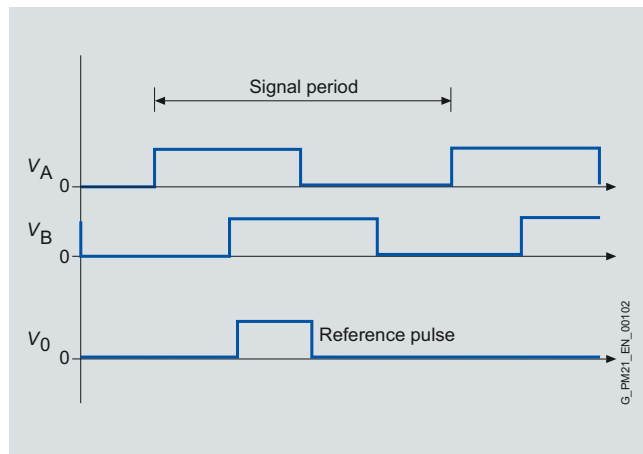 Signal period
VA 0
VB 0
V0 0
Reference pulse
G_PM21_EN_00102